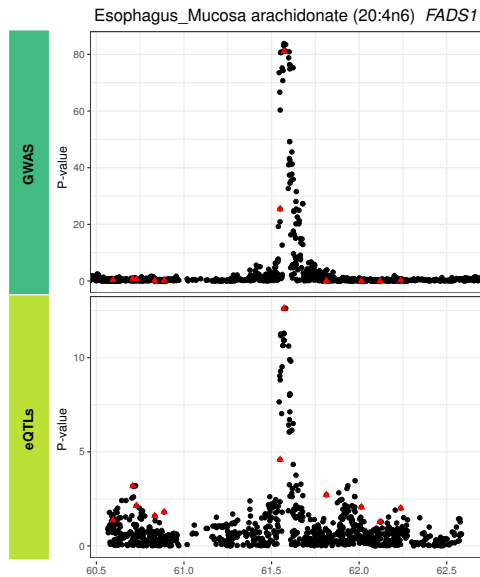 Esophagus_Mucosa arachidonate (20:4n6) FADS1
GWAS
P-value
80
60
40
20
0
eQTLs
P-value
10
5
0
60.5 61.0 61.5 62.0 62.5